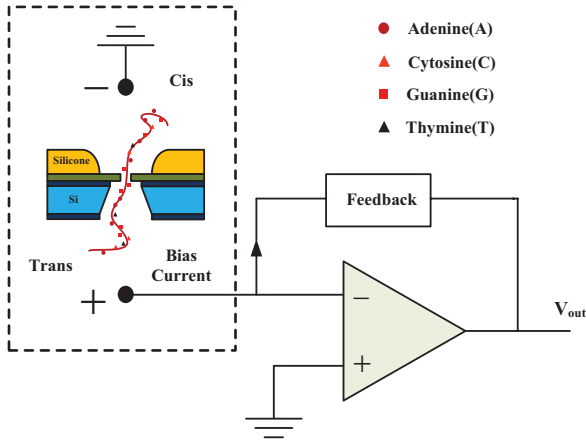 Adenine(A)
Cytosine(C)
Guanine(G)
Thymine(T)
−
Cis
Silicone
Si
Trans
Bias
Current
+
Feedback
−
+
Vout